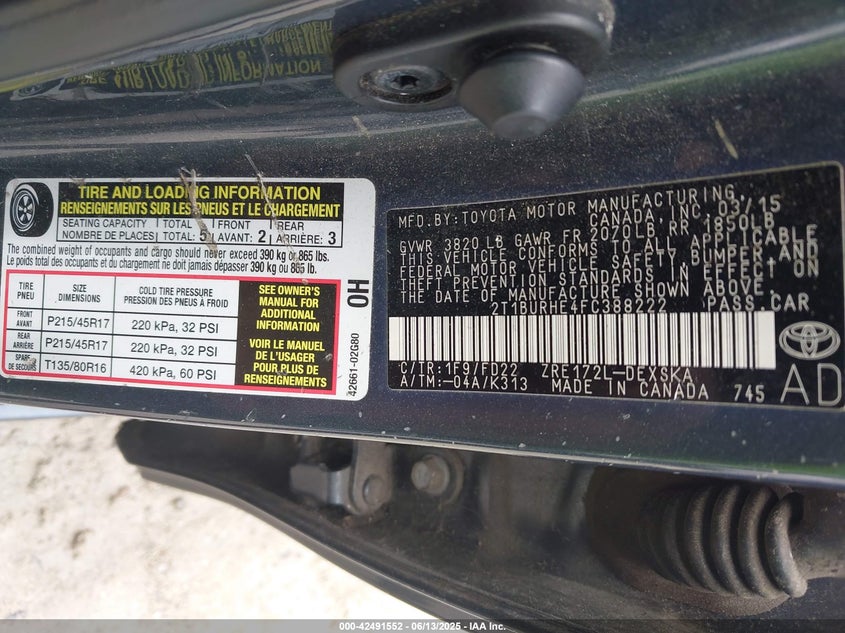 TIRE AND LOADING INFORMATION
RENSEIGNEMENTS SUR LES PNEUS ET LE CHARGEMENT
SEATING CAPACITY TOTAL FRONT REAR
NOMBRE DE PLACES: TOTAL: 5 AVANT: 2 ARRIÈRE: 3
The combined weight of occupants and cargo should never exceed 390 kg or 865 lbs.
Le poids total des occupants et du chargement ne doit jamais dépasser 390 kg ou 865 lb.
TIRE
PNEU
SIZE
DIMENSIONS
COLD TIRE PRESSURE
PRESSION DES PNEUS À FROID
FRONT
AVANT
P215/45R17
220 kPa, 32 PSI
REAR
ARRIÈRE
P215/45R17
220 kPa, 32 PSI
SPARE
DE SECOURS
T135/80R16
420 kPa, 60 PSI
SEE OWNER'S
MANUAL FOR
ADDITIONAL
INFORMATION
VOIR LE MANUEL
DE L'USAGER
POUR PLUS DE
RENSEIGNEMENTS
0H
42661-02G80
MFD.BY:TOYOTA MOTOR MANUFACTURING
CANADA, INC. 03/15
GVWR 3820 LB GAWR FR 2070LB RR 1850LB
THIS VEHICLE CONFORMS TO ALL APPLICABLE
FEDERAL MOTOR VEHICLE SAFETY, BUMPER, AND
THEFT PREVENTION STANDARDS IN EFFECT ON
THE DATE OF MANUFACTURE SHOWN ABOVE.
2T1BURHE4FC388222 PASS CAR
C/TR:1F9/FD22 ZRE172L-DEXSKA
A/TM:-04A/K313 MADE IN CANADA 745
AD
000-42491552 - 06/13/2025 - IAA Inc.